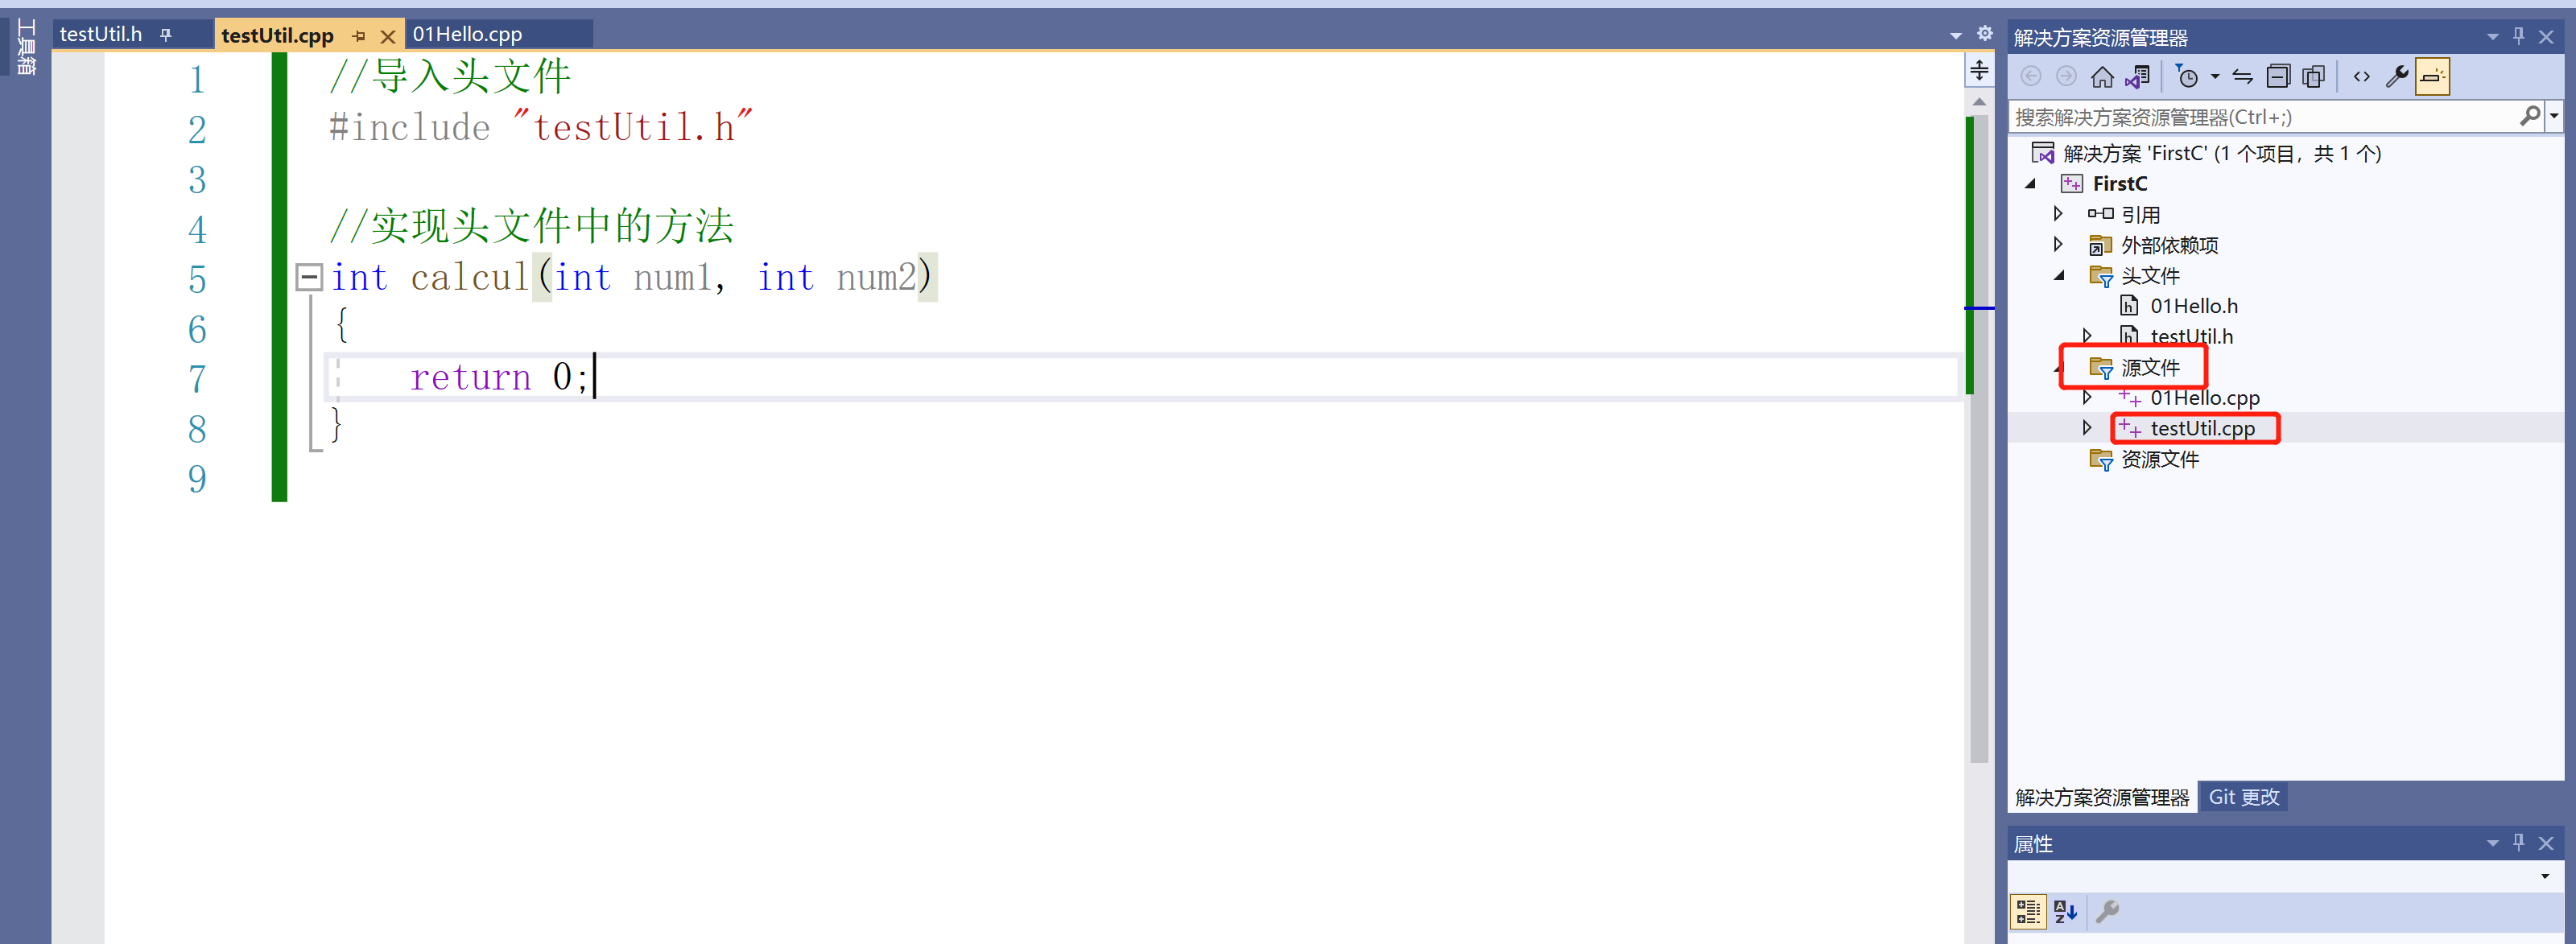 工具箱
testUtil.h
testUtil.cpp
01Hello.cpp
1 //导入头文件
2 #include "testUtil.h"
3
4 //实现头文件中的方法
5 int calcul(int num1, int num2)
6 {
7 return 0;
8 }
9
解决方案资源管理器
搜索解决方案资源管理器(Ctrl+;)
解决方案 'FirstC' (1 个项目，共 1 个)
FirstC
引用
外部依赖项
头文件
01Hello.h
testUtil.h
源文件
01Hello.cpp
testUtil.cpp
资源文件
解决方案资源管理器 Git 更改
属性